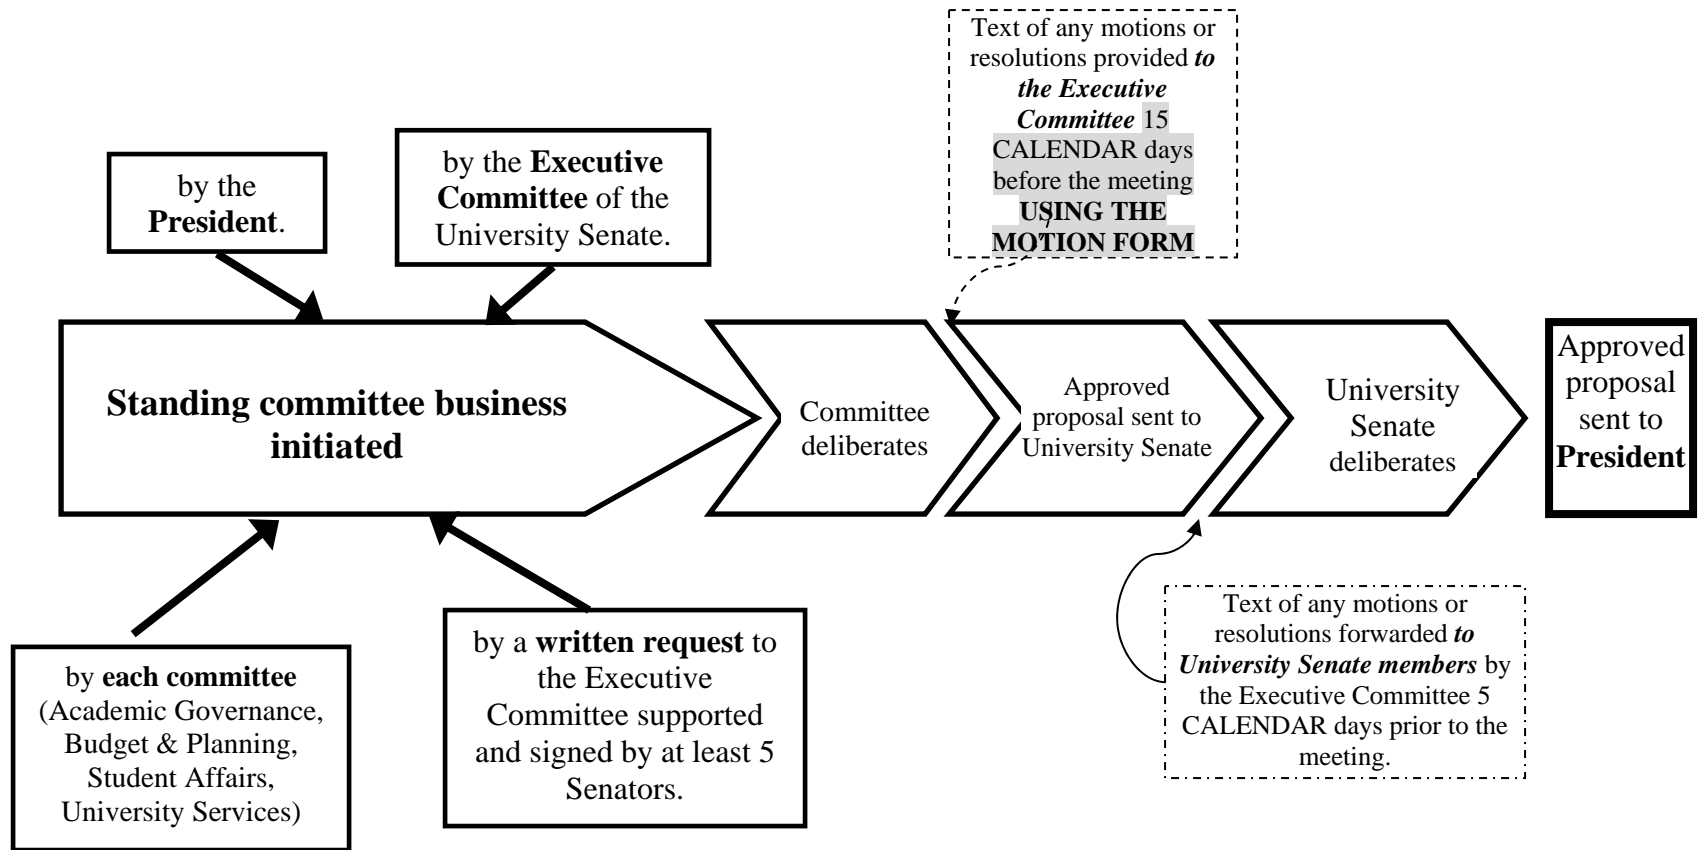 by the
President.
by the Executive
Committee of the
University Senate.
Text of any motions or
resolutions provided to
the Executive
Committee 15
CALENDAR days
before the meeting
USING THE
MOTION FORM
Standing committee business
initiated
Committee
deliberates
Approved
proposal sent to
University Senate
University
Senate
deliberates
Approved
proposal
sent to
President
by each committee
(Academic Governance,
Budget & Planning,
Student Affairs,
University Services)
by a written request to
the Executive
Committee supported
and signed by at least 5
Senators.
Text of any motions or
resolutions forwarded to
University Senate members by
the Executive Committee 5
CALENDAR days prior to the
meeting.